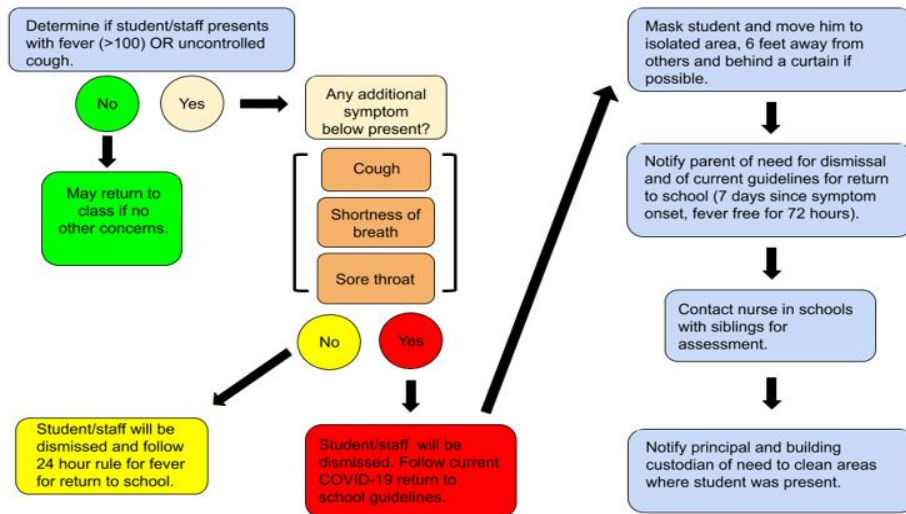 Determine if student/staff presents
with fever (>100) OR uncontrolled
cough.
No
Yes
May return to
class if no
other concerns.
Any additional
symptom
below present?
Cough
Shortness of
breath
Sore throat
No
Yes
Student/staff will be
dismissed and follow
24 hour rule for fever
for return to school.
Student/staff will be
dismissed. Follow current
COVID-19 return to
school guidelines.
Mask student and move him to
isolated area, 6 feet away from
others and behind a curtain if
possible.
Notify parent of need for dismissal
and of current guidelines for return
to school (7 days since symptom
onset, fever free for 72 hours).
Contact nurse in schools
with siblings for
assessment.
Notify principal and building
custodian of need to clean areas
where student was present.